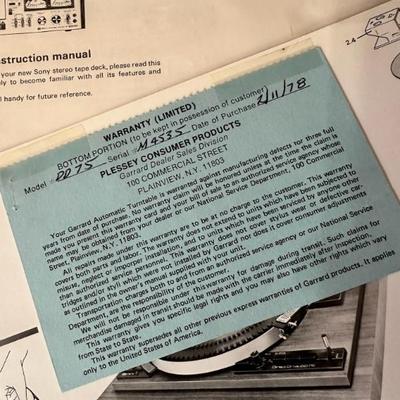 nstruction manual
your new Sony stereo tape deck, please read this
ly to become familiar with all its features and
l handy for future reference.
2.4
WARRANTY (LIMITED)
BOTTOM PORTION (to be kept in possession of customer)
Model DD75 Serial M4535 Date of Purchase 2/11/78
PLESSEY CONSUMER PRODUCTS
Garrard Dealer Sales Division
100 COMMERCIAL STREET
PLAINVIEW, N.Y. 11803
Your Garrard Automatic Turntable is warranted against manufacturing defects for three full
years from date of purchase. No warranty claim will be honored unless at the time the claim is
made you present this warranty card and your bill of sale to an authorized service agency whose
name may be obtained from your dealer or our National Service Department, 100 Commercial
Street, Plainview, N.Y. 11803.
All repairs made under this warranty are to be at no charge to the customer. This warranty
covers both parts and labor. This warranty does not extend to units which have been subjected to
misuse, neglect or improper installation, and to units which have been serviced by other
than an authorized service agency. This warranty does not cover stylus wear or defective car-
tridges and/or styli which were not installed by Garrard nor does it cover consumer adjustments
as outlined in the service manual supplied with your
transportation charges both to and from an authorized service agency or our National Service
Department, are the responsibility of the customer.
We will not be responsible under this warranty for damage during transit. Such claims for
merchandise damaged in transit should be made with the carrier immediately after inspection.
This warranty gives you specific legal rights and you may also have other rights which vary
from State to State.
This warranty supersedes all other previous express warranties of Garrard products. It applies
only to the United States of America.